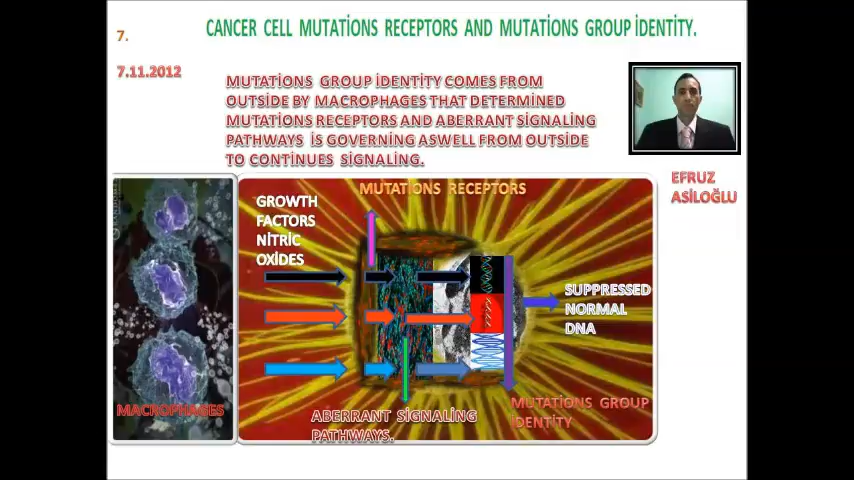 7.
CANCER CELL MUTATİONS RECEPTORS AND MUTATİONS GROUP İDENTİTY.
7.11.2012
MUTATİONS GROUP İDENTİTY COMES FROM
OUTSİDE BY MACROPHAGES THAT DETERMINED
MUTATİONS RECEPTORS AND ABERRANT SİGNALİNG
PATHWAYS İS GOVERNİNG ASWELL FROM OUTSİDE
TO CONTİNUES SİGNALİNG.
EFRUZ
ASİLOĞLU
MUTATİONS RECEPTORS
GROWTH
FACTORS
NİTRİC
OXİDES
SUPPRESSED
NORMAL
DNA
MACROPHAGES
ABERRANT SİGNALİNG
PATHWAYS.
MUTATİONS GROUP
İDENTİTY